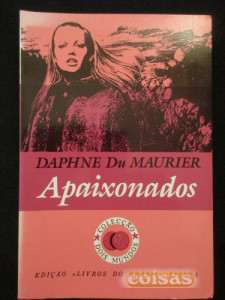 DAPHNE Du MAURIER
Apaixonados
COLECÇÃO
DOIS MUNDOS
EDIÇÃO «LIVROS DO
coisas